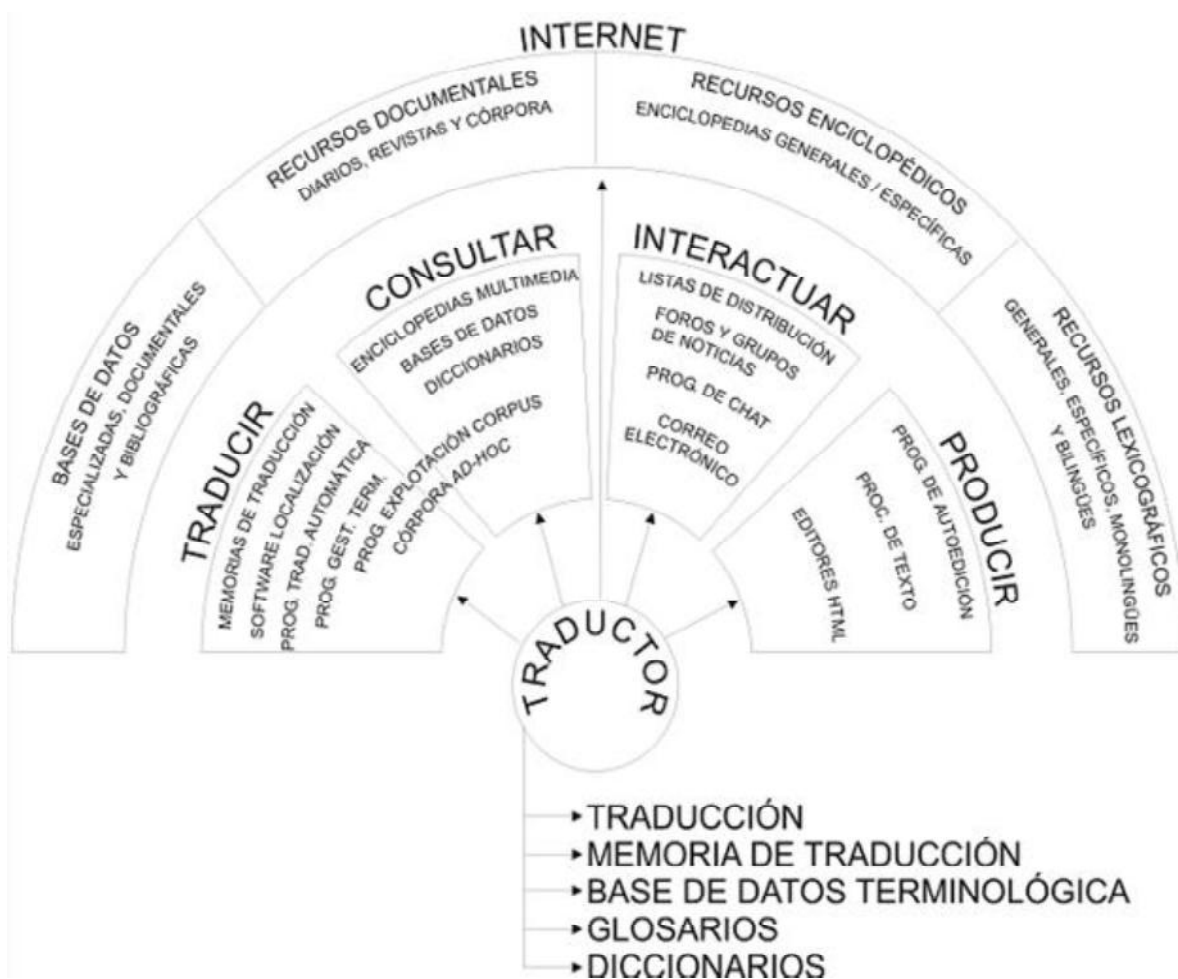 INTERNET
BASES DE DATOS
ESPECIALIZADAS, DOCUMENTALES
Y BIBLIOGRÁFICAS
RECURSOS DOCUMENTALES
DIARIOS, REVISTAS Y CÓRPORA
RECURSOS ENCICLOPÉDICOS
ENCICLOPEDIAS GENERALES / ESPECÍFICAS
RECURSOS LEXICOGRÁFICOS
GENERALES, ESPECÍFICOS, MONOLINGÜES
Y BILINGÜES
TRADUCIR
MEMORIAS DE TRADUCCIÓN
SOFTWARE LOCALIZACIÓN
PROG. TRAD. AUTOMÁTICA
PROG. GEST. TERM.
PROG. EXPLOTACIÓN CORPUS
CÓRPORA AD-HOC
CONSULTAR
ENCICLOPEDIAS MULTIMEDIA
BASES DE DATOS
DICCIONARIOS
INTERACTUAR
LISTAS DE DISTRIBUCIÓN
FOROS Y GRUPOS
DE NOTICIAS
PROG. DE CHAT
CORREO
ELECTRÓNICO
PRODUCIR
PROG. DE AUTOEDICIÓN
PROC. DE TEXTO
EDITORES HTML
TRADUCTOR
TRADUCCIÓN
MEMORIA DE TRADUCCIÓN
BASE DE DATOS TERMINOLÓGICA
GLOSARIOS
DICCIONARIOS